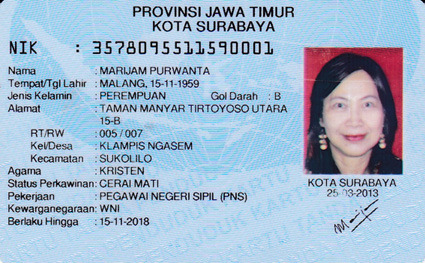 PROVINSI JAWA TIMUR
KOTA SURABAYA
NIK : 3578095511590001
Nama : MARIJAM PURWANTA
Tempat/Tgl Lahir : MALANG, 15-11-1959
Jenis Kelamin : PEREMPUAN Gol Darah : B
Alamat : TAMAN MANYAR TIRTOYOSO UTARA
15-B
RT/RW : 005 / 007
Kel/Desa : KLAMPIS NGASEM
Kecamatan : SUKOLILO
Agama : KRISTEN
Status Perkawinan: CERAI MATI
Pekerjaan : PEGAWAI NEGERI SIPIL (PNS)
Kewarganegaraan: WNI
Berlaku Hingga : 15-11-2018
KOTA SURABAYA
25-03-2013